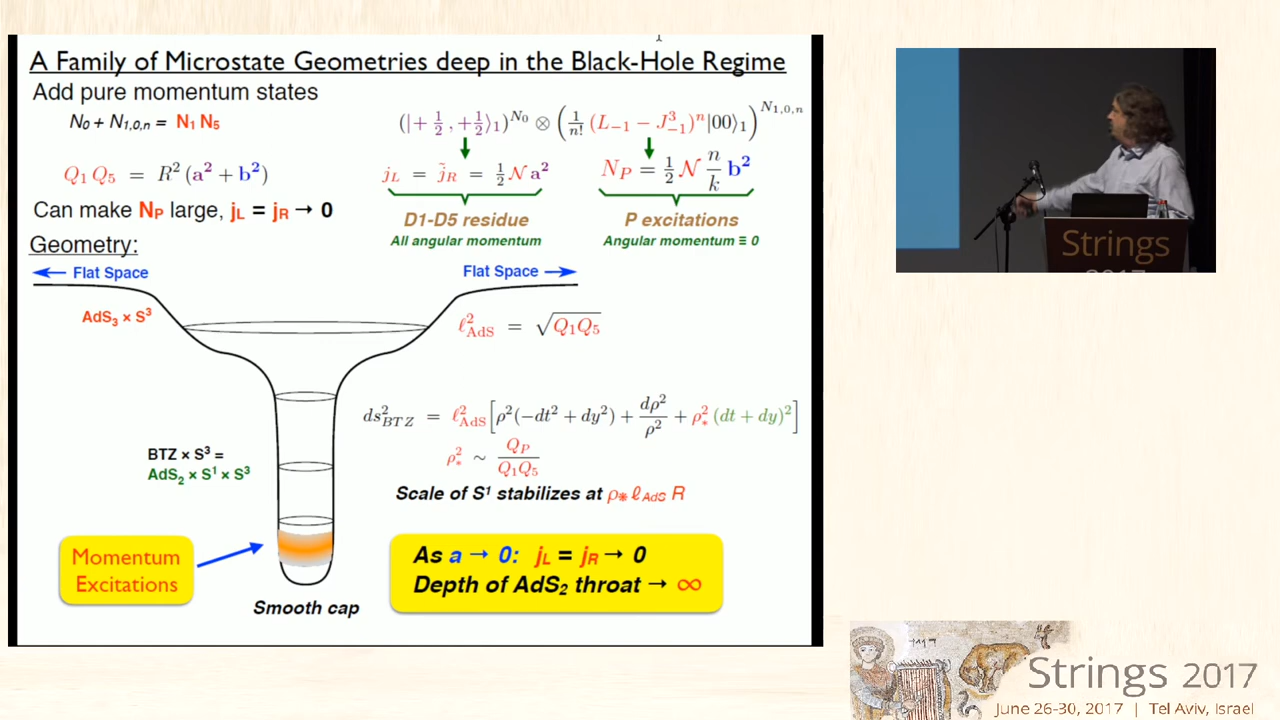 A Family of Microstate Geometries deep in the Black-Hole Regime
Add pure momentum states
N₀ + N₁,₀,ₙ = N₁ N₅
(|+½ , +½⟩₁)^N₀ ⊗ (1/n! (L₋₁ − J³₋₁)ⁿ|00⟩₁)^N₁,₀,ₙ
Q₁Q₅ = R² (a² + b²)
j_L = j̃_R = ½ 𝒩 a²
N_P = ½ 𝒩 n/k b²
Can make N_P large, j_L = j_R → 0
D1-D5 residue
All angular momentum
P excitations
Angular momentum ≡ 0
Geometry:
← Flat Space
Flat Space →
AdS₃ × S³
ℓ²_AdS = √Q₁Q₅
ds²_BTZ = ℓ²_AdS [ρ²(−dt² + dy²) + dρ²/ρ² + ρ²_* (dt + dy)²]
ρ²_* ~ Q_P/Q₁Q₅
BTZ × S³ =
AdS₂ × S¹ × S³
Scale of S¹ stabilizes at ρ_* ℓ_AdS R
Momentum
Excitations
As a → 0: j_L = j_R → 0
Depth of AdS₂ throat → ∞
Smooth cap
Strings
2017
Strings 2017
June 26-30, 2017 | Tel Aviv, Israel